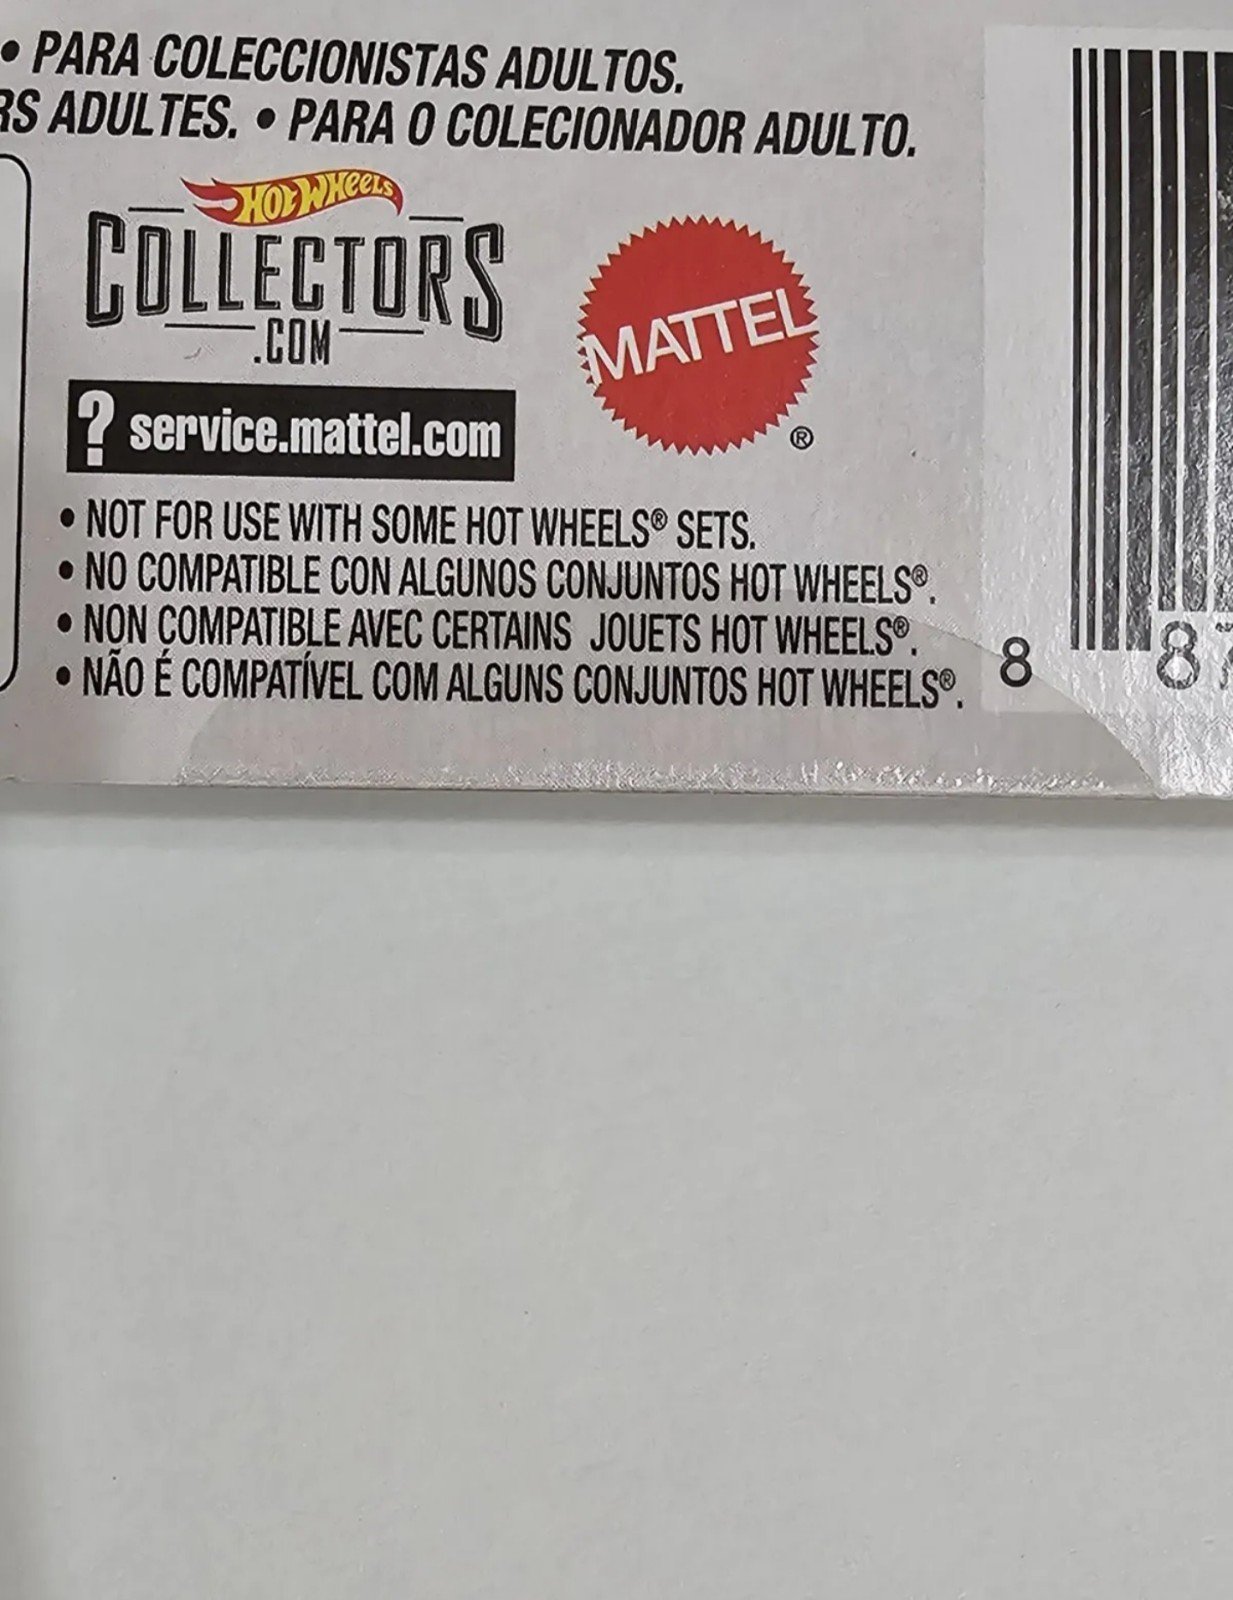 • PARA COLECCIONISTAS ADULTOS.
RS ADULTES. • PARA O COLECIONADOR ADULTO.
HOT WHEELS
COLLECTORS
.COM
MATTEL
®
? service.mattel.com
• NOT FOR USE WITH SOME HOT WHEELS® SETS.
• NO COMPATIBLE CON ALGUNOS CONJUNTOS HOT WHEELS®.
• NON COMPATIBLE AVEC CERTAINS JOUETS HOT WHEELS®.
• NÃO É COMPATÍVEL COM ALGUNS CONJUNTOS HOT WHEELS®.
8 8